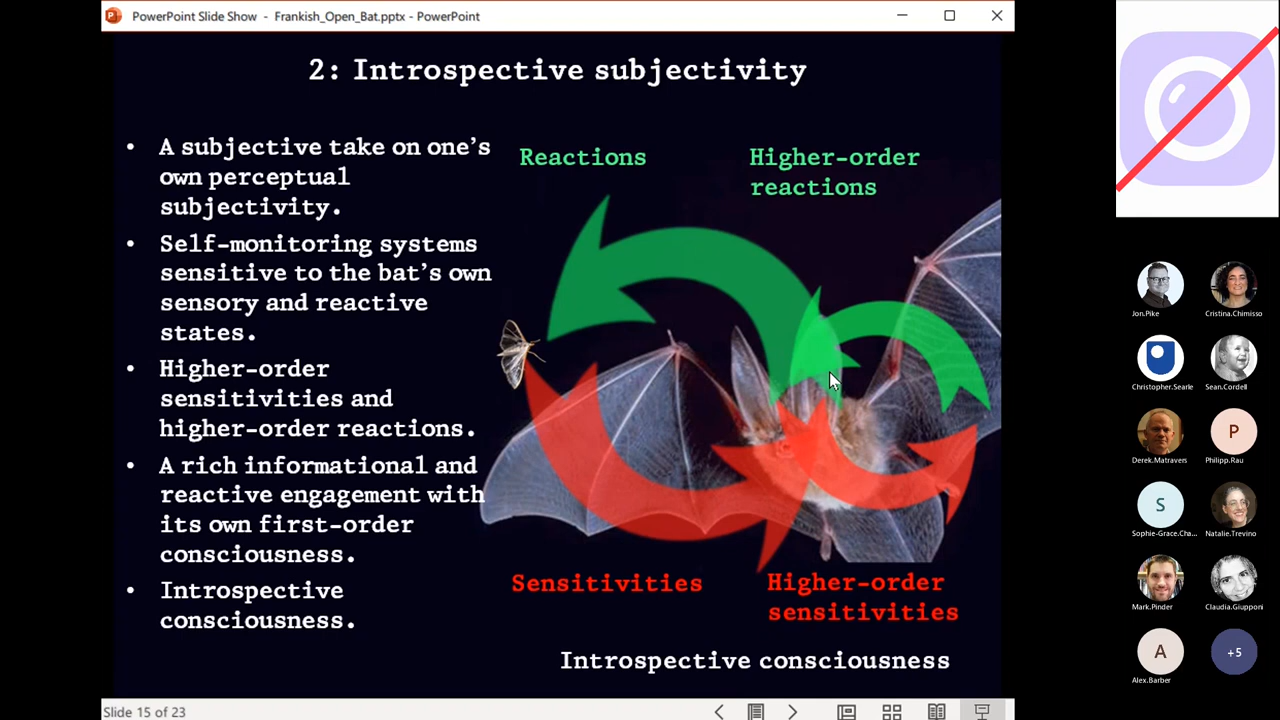 PowerPoint Slide Show - Frankish_Open_Bat.pptx - PowerPoint
2: Introspective subjectivity
• A subjective take on one's
own perceptual
subjectivity.
• Self-monitoring systems
sensitive to the bat's own
sensory and reactive
states.
• Higher-order
sensitivities and
higher-order reactions.
• A rich informational and
reactive engagement with
its own first-order
consciousness.
• Introspective
consciousness.
Reactions
Higher-order
reactions
Sensitivities
Higher-order
sensitivities
Introspective consciousness
Slide 15 of 23
Jon.Pike
Cristina.Chimisso
Christopher.Searle
Sean.Cordell
Derek.Matravers
P
Philipp.Rau
S
Sophie-Grace.Cha...
Natalie.Trevino
Mark.Pinder
Claudia.Giupponi
A
Alex.Barber
+5